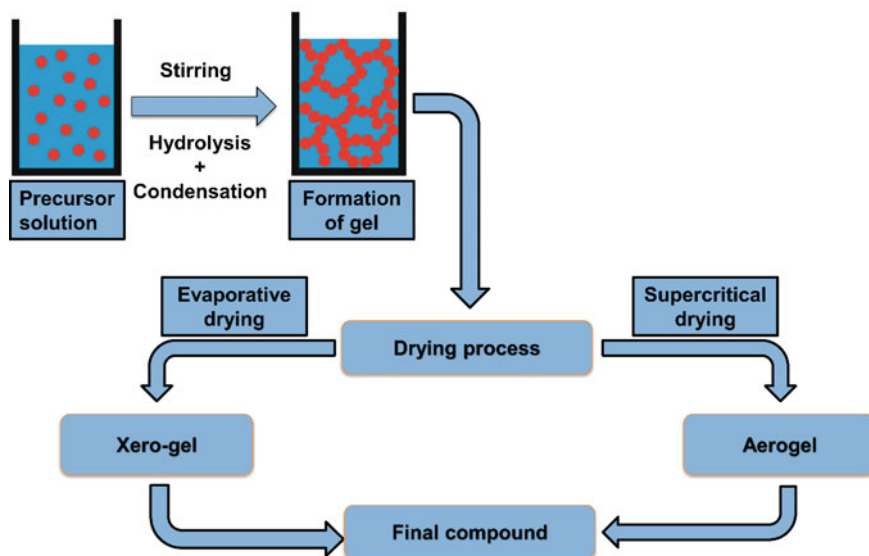 Stirring
Hydrolysis
+
Condensation
Precursor
solution
Formation
of gel
Evaporative
drying
Supercritical
drying
Drying process
Xero-gel
Aerogel
Final compound